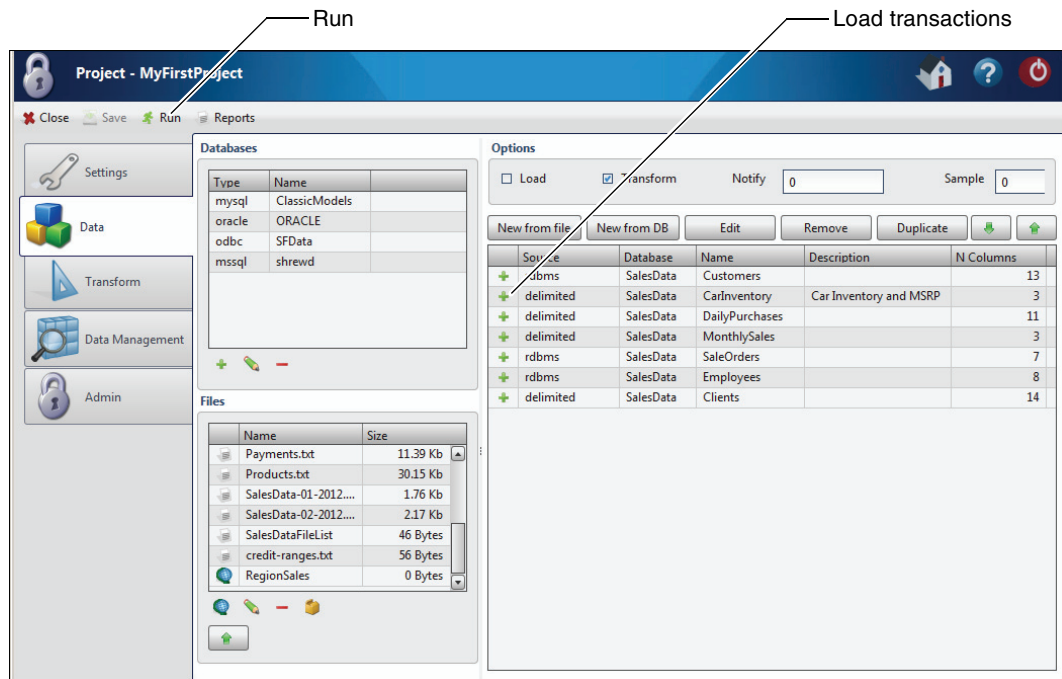 Run
Load transactions
Project - MyFirstProject
Close Save Run Reports
Settings
Data
Transform
Data Management
Admin
Databases
Type Name
mysql ClassicModels
oracle ORACLE
odbc SFData
mssql shrewd
Files
Name Size
Payments.txt 11.39 Kb
Products.txt 30.15 Kb
SalesData-01-2012.... 1.76 Kb
SalesData-02-2012.... 2.17 Kb
SalesDataFileList 46 Bytes
credit-ranges.txt 56 Bytes
RegionSales 0 Bytes
Options
Load Transform Notify 0 Sample 0
New from file New from DB Edit Remove Duplicate
Source Database Name Description N Columns
rdbms SalesData Customers 13
delimited SalesData CarInventory Car Inventory and MSRP 3
delimited SalesData DailyPurchases 11
delimited SalesData MonthlySales 3
rdbms SalesData SaleOrders 7
rdbms SalesData Employees 8
delimited SalesData Clients 14